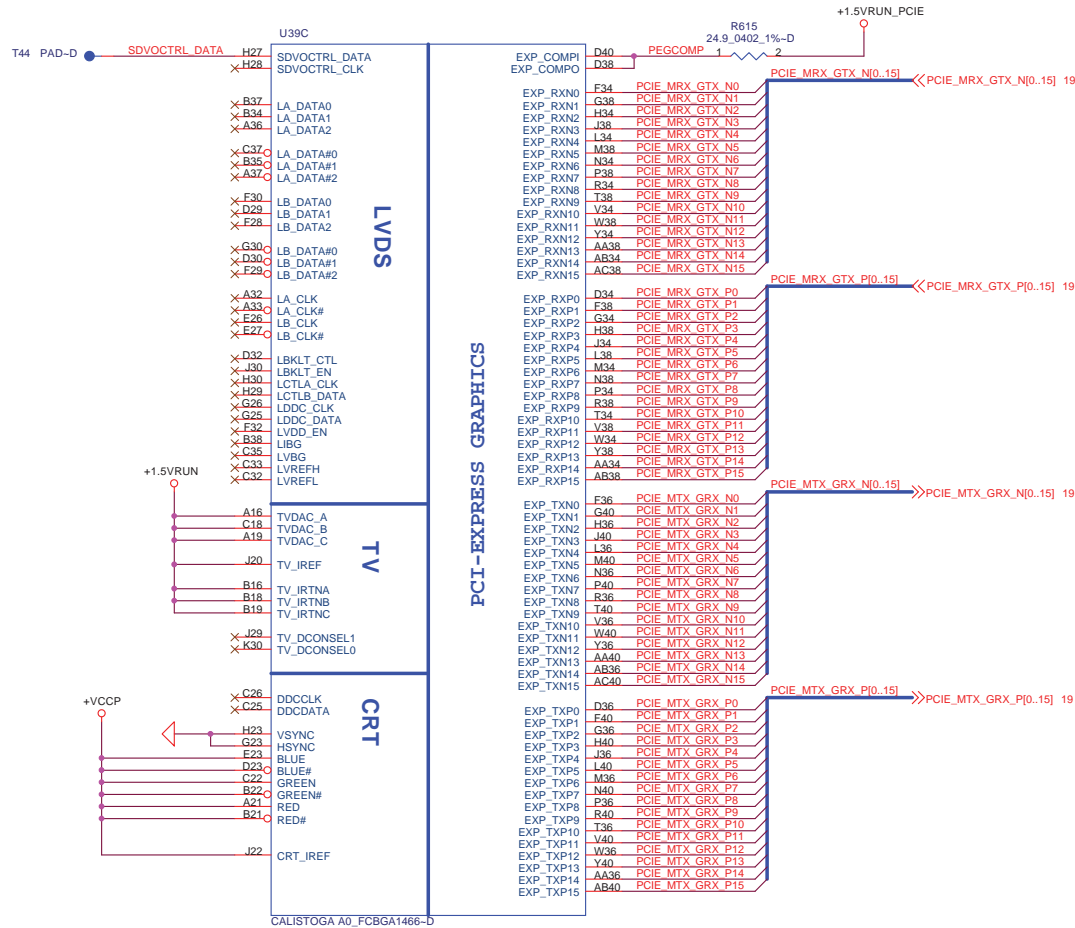 +1.5VRUN_PCIE
U39C
R615
24.9_0402_1%~D
T44 PAD~D SDVOCTRL_DATA H27 SDVOCTRL_DATA EXP_COMPI D40 PEGCOMP 1 2
H28 SDVOCTRL_CLK EXP_COMPO D38
PCIE_MRX_GTX_N[0..15] PCIE_MRX_GTX_N[0..15] 19
EXP_RXN0 F34 PCIE_MRX_GTX_N0
B37 LA_DATA0 EXP_RXN1 G38 PCIE_MRX_GTX_N1
B34 LA_DATA1 EXP_RXN2 H34 PCIE_MRX_GTX_N2
A36 LA_DATA2 EXP_RXN3 J38 PCIE_MRX_GTX_N3
EXP_RXN4 L34 PCIE_MRX_GTX_N4
C37 LA_DATA#0 EXP_RXN5 M38 PCIE_MRX_GTX_N5
B35 LA_DATA#1 EXP_RXN6 N34 PCIE_MRX_GTX_N6
A37 LA_DATA#2 EXP_RXN7 P38 PCIE_MRX_GTX_N7
EXP_RXN8 R34 PCIE_MRX_GTX_N8
F30 LB_DATA0 EXP_RXN9 T38 PCIE_MRX_GTX_N9
D29 LB_DATA1 EXP_RXN10 V34 PCIE_MRX_GTX_N10
F28 LB_DATA2 EXP_RXN11 W38 PCIE_MRX_GTX_N11
EXP_RXN12 Y34 PCIE_MRX_GTX_N12
G30 LB_DATA#0 EXP_RXN13 AA38 PCIE_MRX_GTX_N13
D30 LB_DATA#1 EXP_RXN14 AB34 PCIE_MRX_GTX_N14
F29 LB_DATA#2 EXP_RXN15 AC38 PCIE_MRX_GTX_N15
LVDS
PCIE_MRX_GTX_P[0..15] PCIE_MRX_GTX_P[0..15] 19
A32 LA_CLK EXP_RXP0 D34 PCIE_MRX_GTX_P0
A33 LA_CLK# EXP_RXP1 F38 PCIE_MRX_GTX_P1
E26 LB_CLK EXP_RXP2 G34 PCIE_MRX_GTX_P2
E27 LB_CLK# EXP_RXP3 H38 PCIE_MRX_GTX_P3
EXP_RXP4 J34 PCIE_MRX_GTX_P4
D32 LBKLT_CTL EXP_RXP5 L38 PCIE_MRX_GTX_P5
J30 LBKLT_EN EXP_RXP6 M34 PCIE_MRX_GTX_P6
H30 LCTLA_CLK EXP_RXP7 N38 PCIE_MRX_GTX_P7
H29 LCTLB_DATA EXP_RXP8 P34 PCIE_MRX_GTX_P8
G26 LDDC_CLK EXP_RXP9 R38 PCIE_MRX_GTX_P9
G25 LDDC_DATA EXP_RXP10 T34 PCIE_MRX_GTX_P10
F32 LVDD_EN EXP_RXP11 V38 PCIE_MRX_GTX_P11
B38 LIBG EXP_RXP12 W34 PCIE_MRX_GTX_P12
C35 LVBG EXP_RXP13 Y38 PCIE_MRX_GTX_P13
C33 LVREFH EXP_RXP14 AA34 PCIE_MRX_GTX_P14
C32 LVREFL EXP_RXP15 AB38 PCIE_MRX_GTX_P15
PCI-EXPRESS GRAPHICS
+1.5VRUN
PCIE_MTX_GRX_N[0..15] PCIE_MTX_GRX_N[0..15] 19
EXP_TXN0 F36 PCIE_MTX_GRX_N0
A16 TVDAC_A EXP_TXN1 G40 PCIE_MTX_GRX_N1
C18 TVDAC_B EXP_TXN2 H36 PCIE_MTX_GRX_N2
A19 TVDAC_C EXP_TXN3 J40 PCIE_MTX_GRX_N3
EXP_TXN4 L36 PCIE_MTX_GRX_N4
J20 TV_IREF EXP_TXN5 M40 PCIE_MTX_GRX_N5
EXP_TXN6 N36 PCIE_MTX_GRX_N6
B16 TV_IRTNA EXP_TXN7 P40 PCIE_MTX_GRX_N7
B18 TV_IRTNB EXP_TXN8 R36 PCIE_MTX_GRX_N8
B19 TV_IRTNC EXP_TXN9 T40 PCIE_MTX_GRX_N9
EXP_TXN10 V36 PCIE_MTX_GRX_N10
J29 TV_DCONSEL1 EXP_TXN11 W40 PCIE_MTX_GRX_N11
K30 TV_DCONSEL0 EXP_TXN12 Y36 PCIE_MTX_GRX_N12
EXP_TXN13 AA40 PCIE_MTX_GRX_N13
EXP_TXN14 AB36 PCIE_MTX_GRX_N14
EXP_TXN15 AC40 PCIE_MTX_GRX_N15
TV
+VCCP
PCIE_MTX_GRX_P[0..15] PCIE_MTX_GRX_P[0..15] 19
C26 DDCCLK EXP_TXP0 D36 PCIE_MTX_GRX_P0
C25 DDCDATA EXP_TXP1 F40 PCIE_MTX_GRX_P1
EXP_TXP2 G36 PCIE_MTX_GRX_P2
H23 VSYNC EXP_TXP3 H40 PCIE_MTX_GRX_P3
G23 HSYNC EXP_TXP4 J36 PCIE_MTX_GRX_P4
E23 BLUE EXP_TXP5 L40 PCIE_MTX_GRX_P5
D23 BLUE# EXP_TXP6 M36 PCIE_MTX_GRX_P6
C22 GREEN EXP_TXP7 N40 PCIE_MTX_GRX_P7
B22 GREEN# EXP_TXP8 P36 PCIE_MTX_GRX_P8
A21 RED EXP_TXP9 R40 PCIE_MTX_GRX_P9
B21 RED# EXP_TXP10 T36 PCIE_MTX_GRX_P10
EXP_TXP11 V40 PCIE_MTX_GRX_P11
J22 CRT_IREF EXP_TXP12 W36 PCIE_MTX_GRX_P12
EXP_TXP13 Y40 PCIE_MTX_GRX_P13
EXP_TXP14 AA36 PCIE_MTX_GRX_P14
EXP_TXP15 AB40 PCIE_MTX_GRX_P15
CRT
CALISTOGA A0_FCBGA1466~D